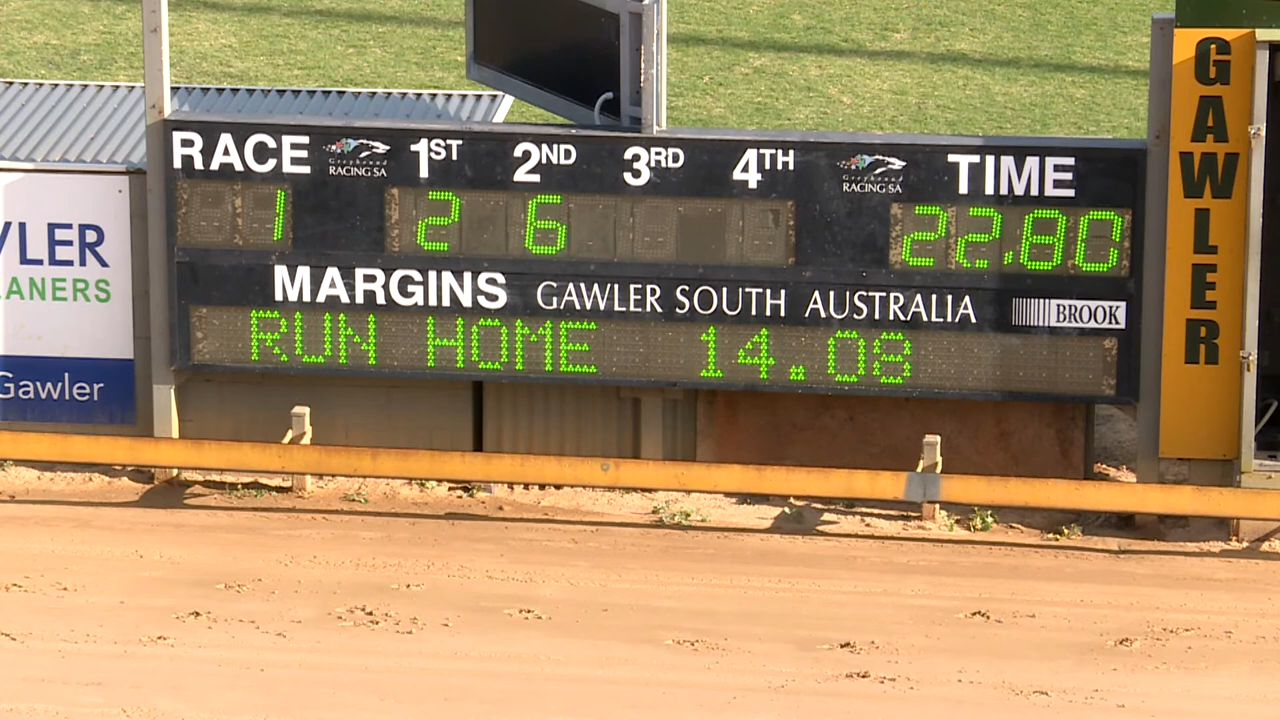 RACE Greyhound RACING SA 1ST 2ND 3RD 4TH Greyhound RACING SA TIME
1 2 6 22.80
MARGINS GAWLER SOUTH AUSTRALIA BROOK
RUN HOME 14.08
GAWLER
LER
ANERS
Gawler